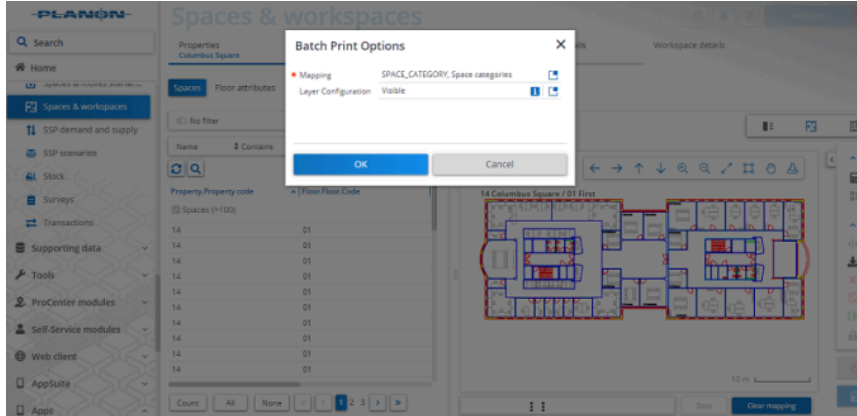 PLANON
Spaces & workspaces
Search
Home
Spaces & workspaces
SSP demand and supply
SSP scenarios
Stock
Surveys
Transactions
Supporting data
Tools
ProCenter modules
Self-Service modules
Web client
AppSuite
Apps
Properties
Columbus Square
Workspace details
Spaces
Floor attributes
No filter
Name
Contains
Batch Print Options
* Mapping
SPACE_CATEGORY, Space categories
Layer Configuration
Visible
OK
Cancel
Property.Property code
Floor.Floor.Code
Spaces (>100)
14 01
14 01
14 01
14 01
14 01
14 01
14 01
14 01
14 01
14 01
Count
All
None
1 2 3
14 Columbus Square / 01 First
10 m
Stop
Clear mapping